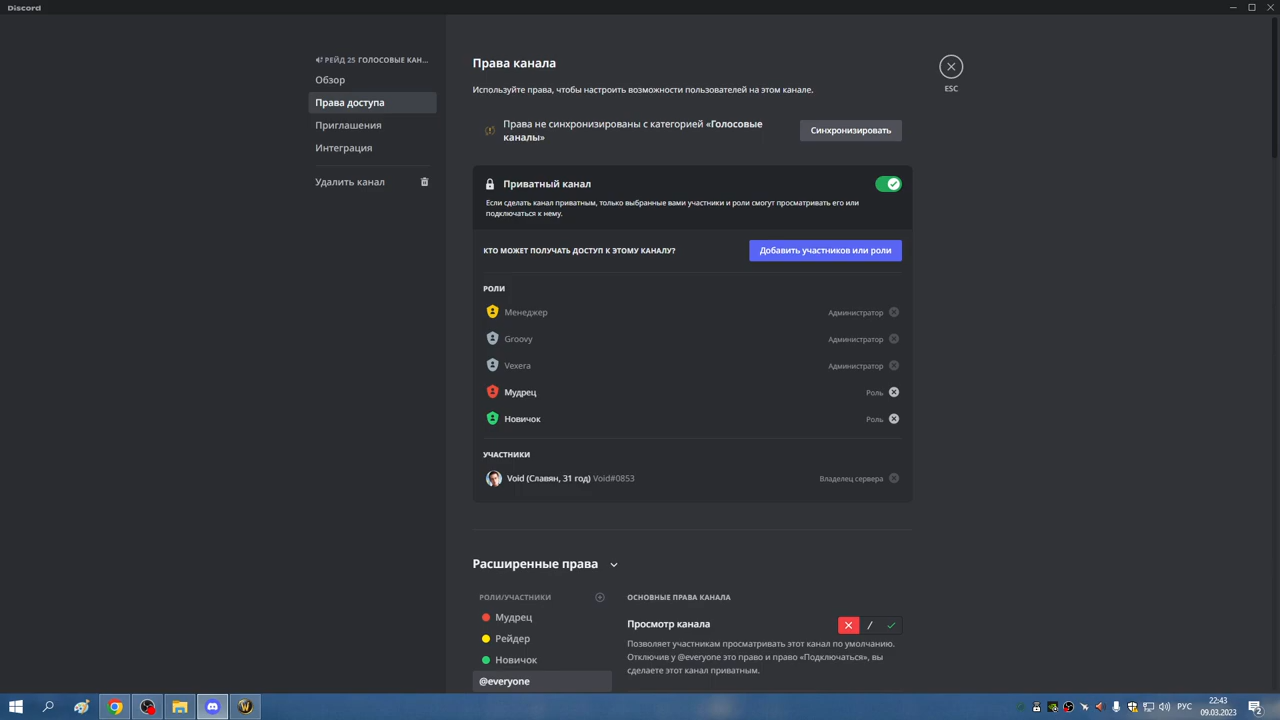 Discord
РЕЙД 25 ГОЛОСОВЫЕ КАН...
Обзор
Права доступа
Приглашения
Интеграция
Удалить канал
Права канала
Используйте права, чтобы настроить возможности пользователей на этом канале.
ESC
Права не синхронизированы с категорией «Голосовые
каналы»
Синхронизировать
Приватный канал
Если сделать канал приватным, только выбранные вами участники и роли смогут просматривать его или
подключаться к нему.
КТО МОЖЕТ ПОЛУЧАТЬ ДОСТУП К ЭТОМУ КАНАЛУ?
Добавить участников или роли
РОЛИ
Менеджер Администратор
Groovy Администратор
Vexera Администратор
Мудрец Роль
Новичок Роль
УЧАСТНИКИ
Void (Славян, 31 год) Void#0853 Владелец сервера
Расширенные права
РОЛИ/УЧАСТНИКИ
Мудрец
Рейдер
Новичок
@everyone
ОСНОВНЫЕ ПРАВА КАНАЛА
Просмотр канала
Позволяет участникам просматривать этот канал по умолчанию.
Отключив у @everyone это право и право «Подключаться», вы
сделаете этот канал приватным.
РУС
22:43
09.03.2023
2